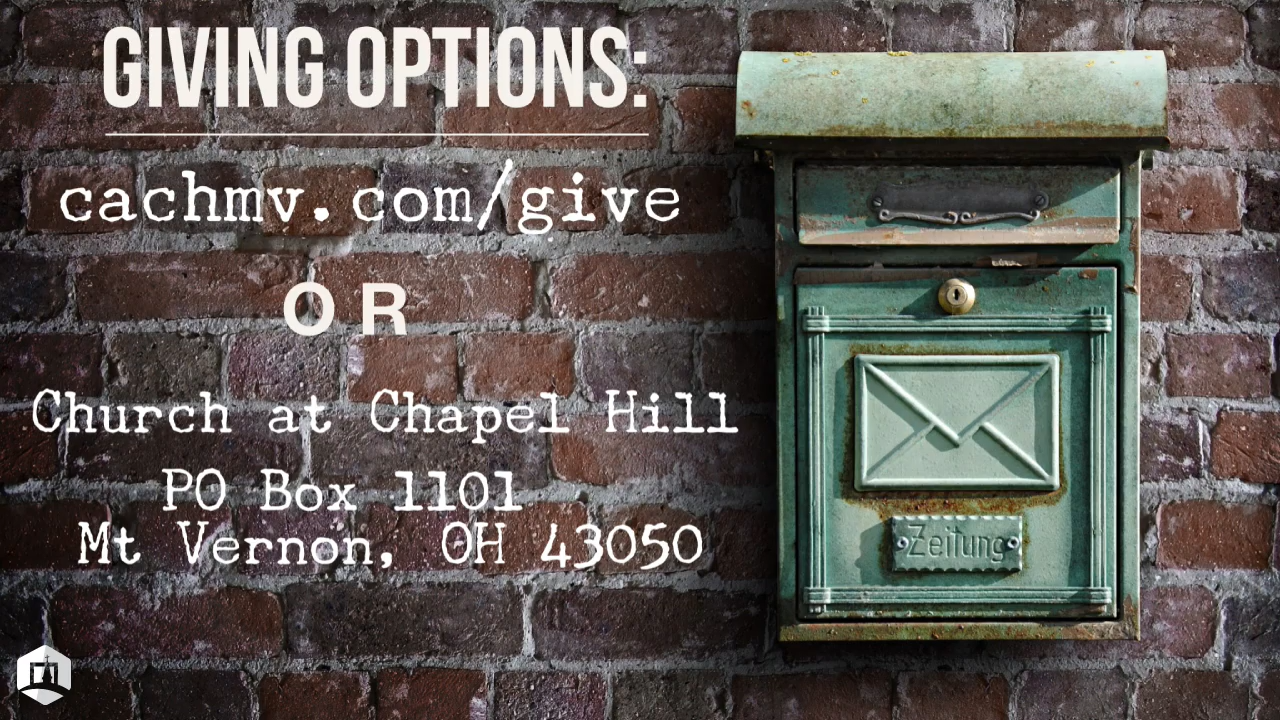 GIVING OPTIONS:
cachmv.com/give
OR
Church at Chapel Hill
PO Box 1101
Mt Vernon, OH 43050
Zeitung